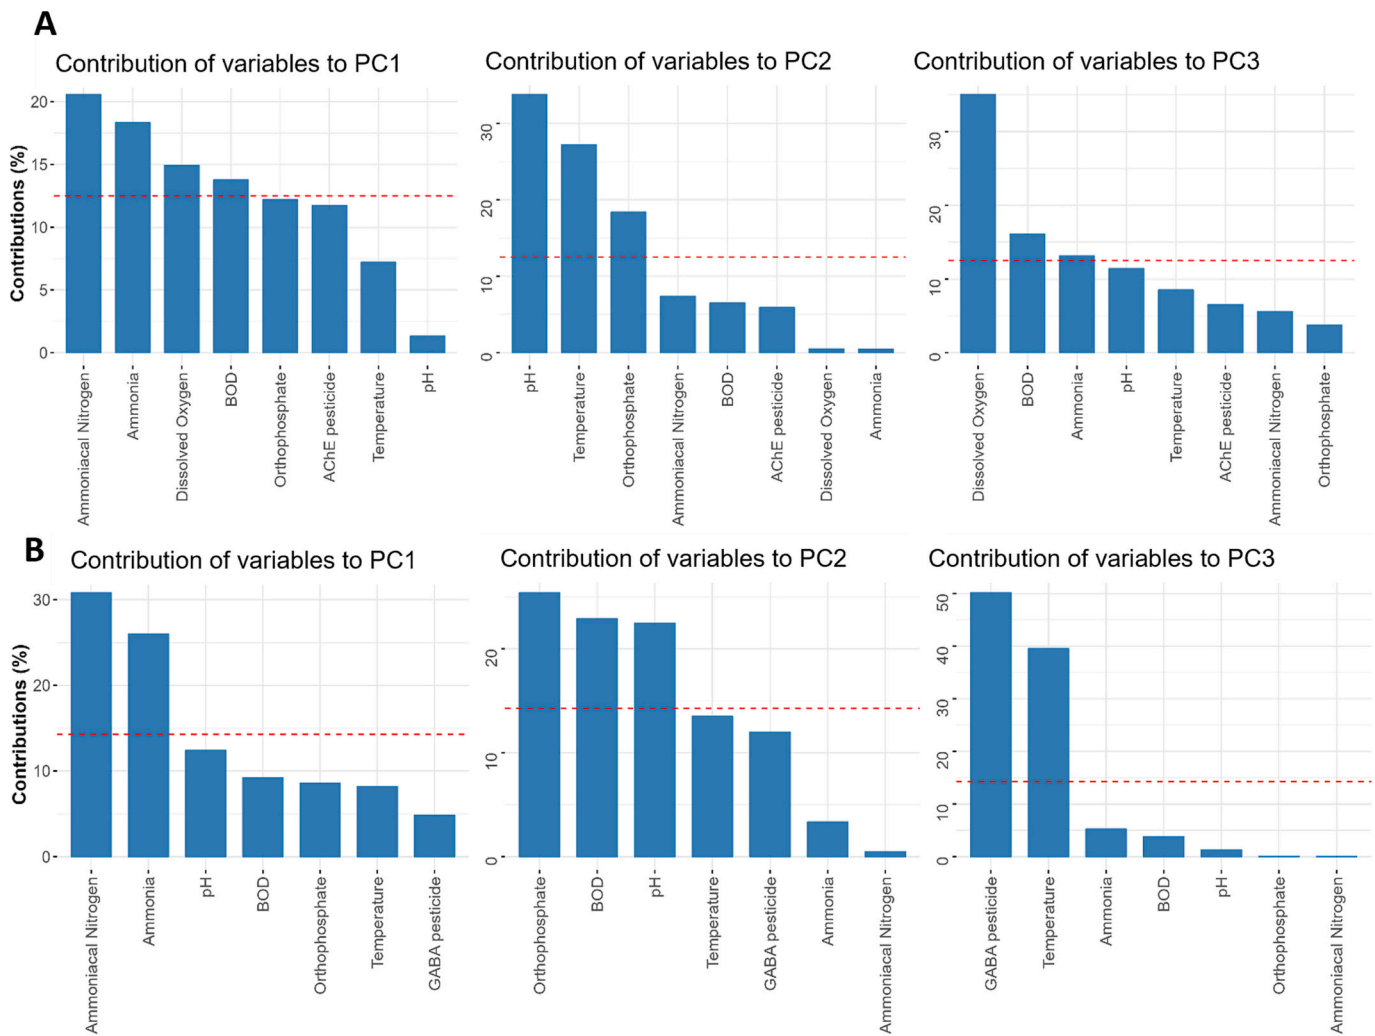 A
Contribution of variables to PC1
Contributions (%)
20
15
10
5
0
Ammoniacal Nitrogen
Ammonia
Dissolved Oxygen
BOD
Orthophosphate
AChE pesticide
Temperature
pH
Contribution of variables to PC2
30
20
10
0
pH
Temperature
Orthophosphate
Ammoniacal Nitrogen
BOD
AChE pesticide
Dissolved Oxygen
Ammonia
Contribution of variables to PC3
30
20
10
0
Dissolved Oxygen
BOD
Ammonia
pH
Temperature
AChE pesticide
Ammoniacal Nitrogen
Orthophosphate
B
Contribution of variables to PC1
Contributions (%)
30
20
10
0
Ammoniacal Nitrogen
Ammonia
pH
BOD
Orthophosphate
Temperature
GABA pesticide
Contribution of variables to PC2
20
10
0
Orthophosphate
BOD
pH
Temperature
GABA pesticide
Ammonia
Ammoniacal Nitrogen
Contribution of variables to PC3
50
40
30
20
10
0
GABA pesticide
Temperature
Ammonia
BOD
pH
Orthophosphate
Ammoniacal Nitrogen